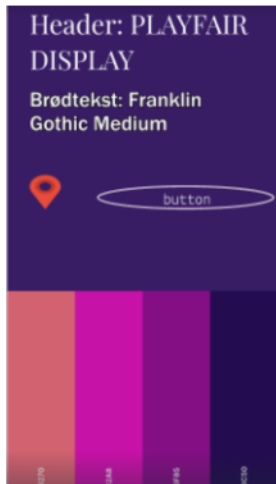 Header: PLAYFAIR
DISPLAY
Brødtekst: Franklin
Gothic Medium
button